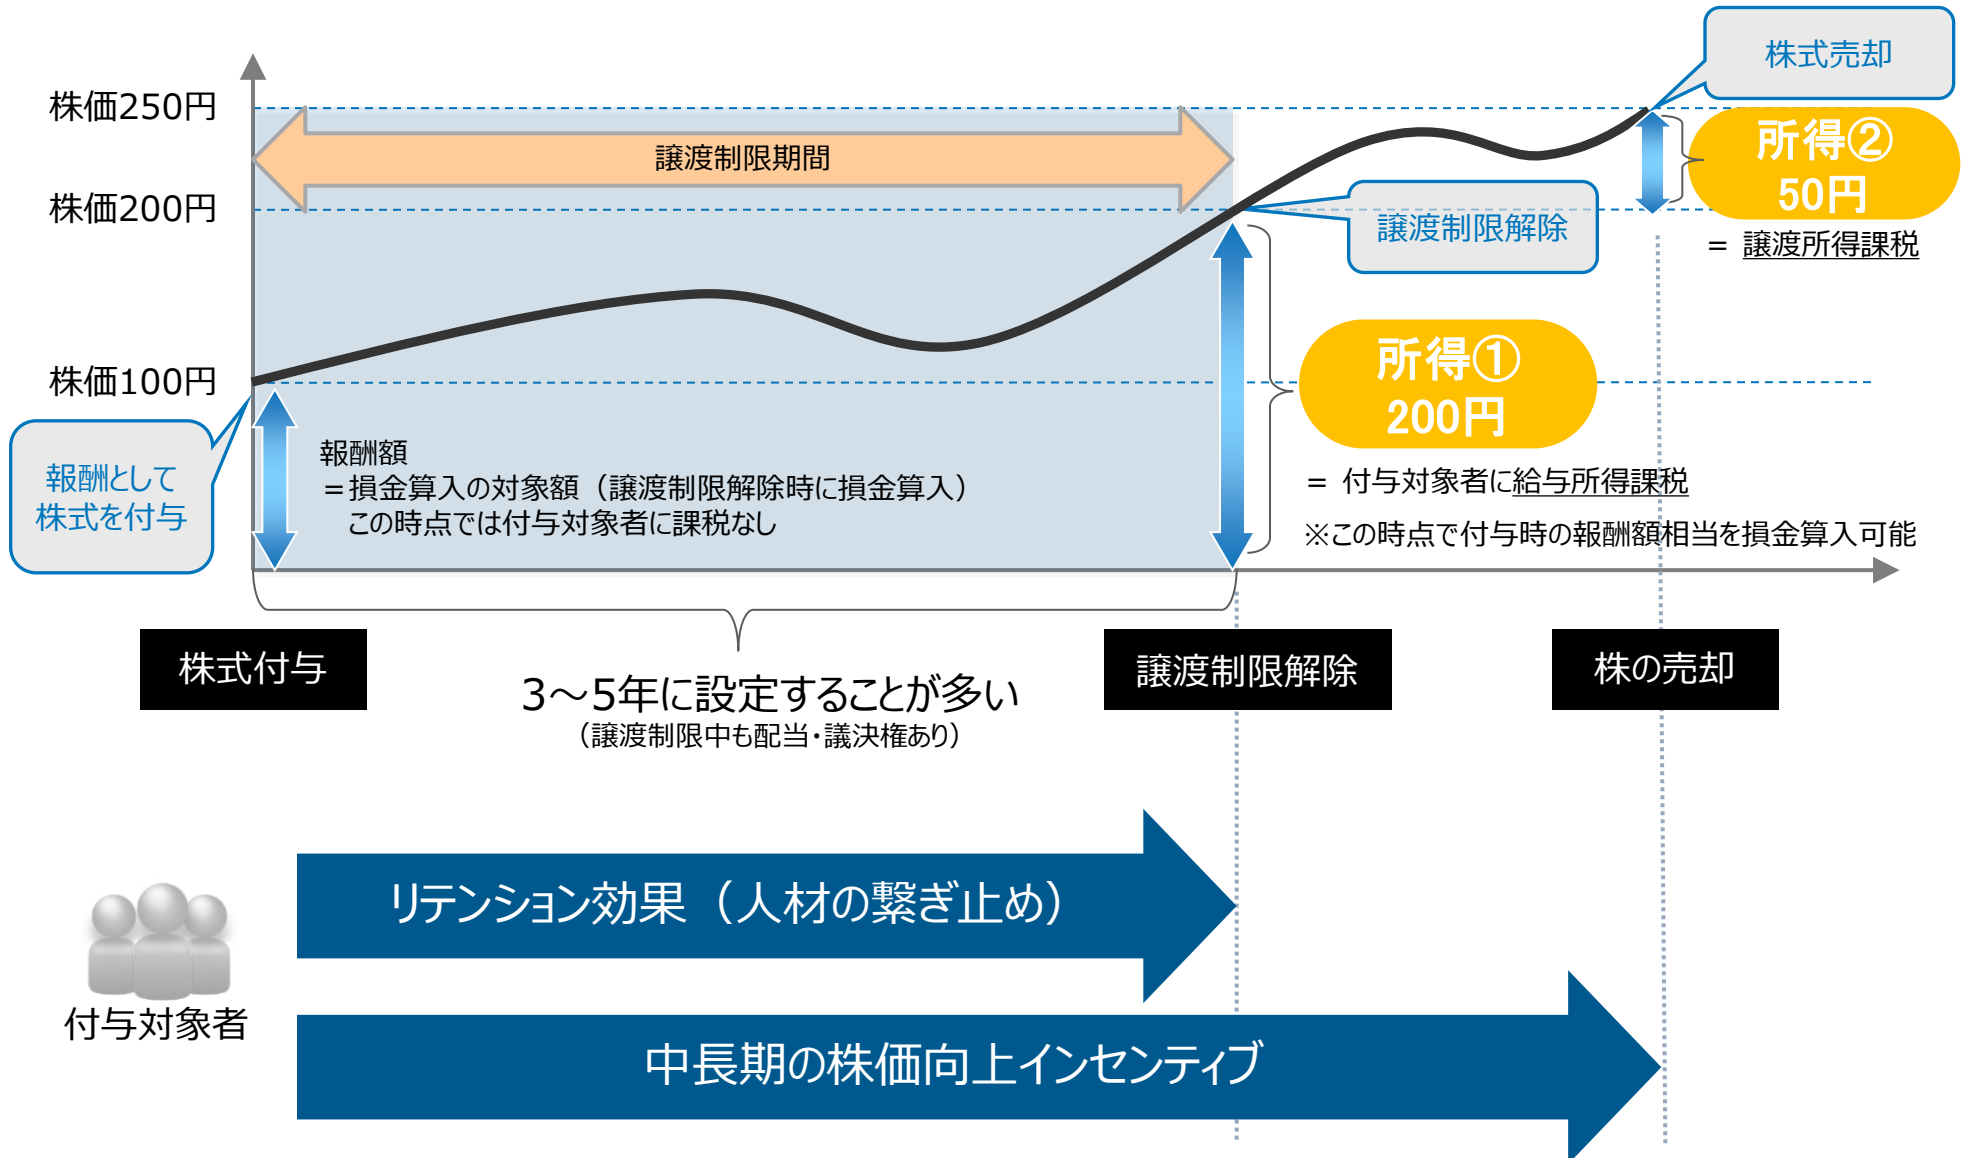 株式売却
株価250円
所得②
50円
譲渡制限期間
株価200円
譲渡制限解除
= 譲渡所得課税
株価100円
所得①
200円
報酬として
株式を付与
報酬額
=損金算入の対象額（譲渡制限解除時に損金算入）
この時点では付与対象者に課税なし
= 付与対象者に給与所得課税
※この時点で付与時の報酬額相当を損金算入可能
株式付与
譲渡制限解除
株の売却
3～5年に設定することが多い
（譲渡制限中も配当・議決権あり）
リテンション効果（人材の繋ぎ止め）
付与対象者
中長期の株価向上インセンティブ